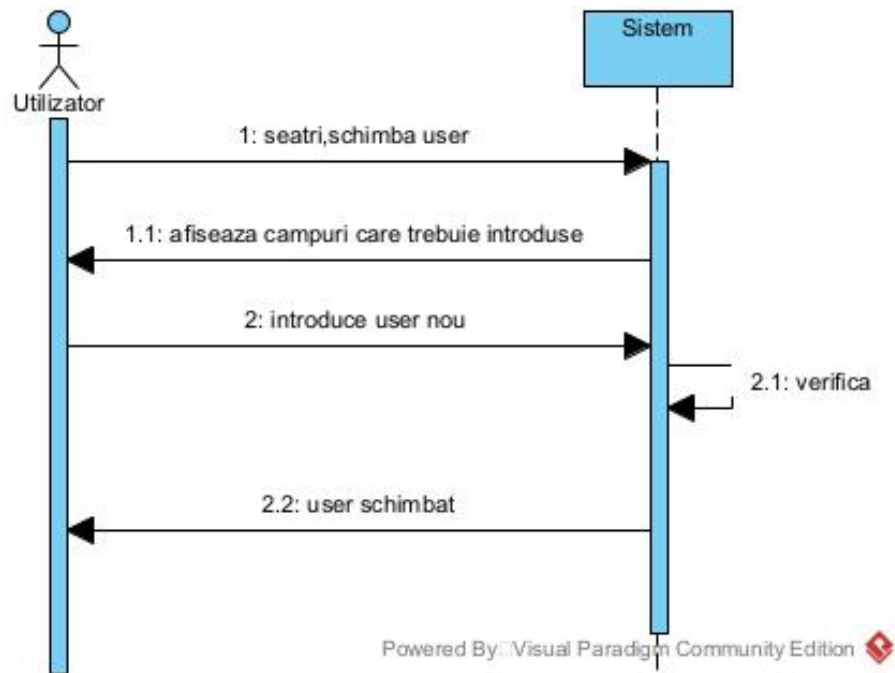 Sistem
Utilizator
1: seatri,schimba user
1.1: afiseaza campuri care trebuie introduse
2: introduce user nou
2.1: verifica
2.2: user schimbat
Powered By Visual Paradigm Community Edition